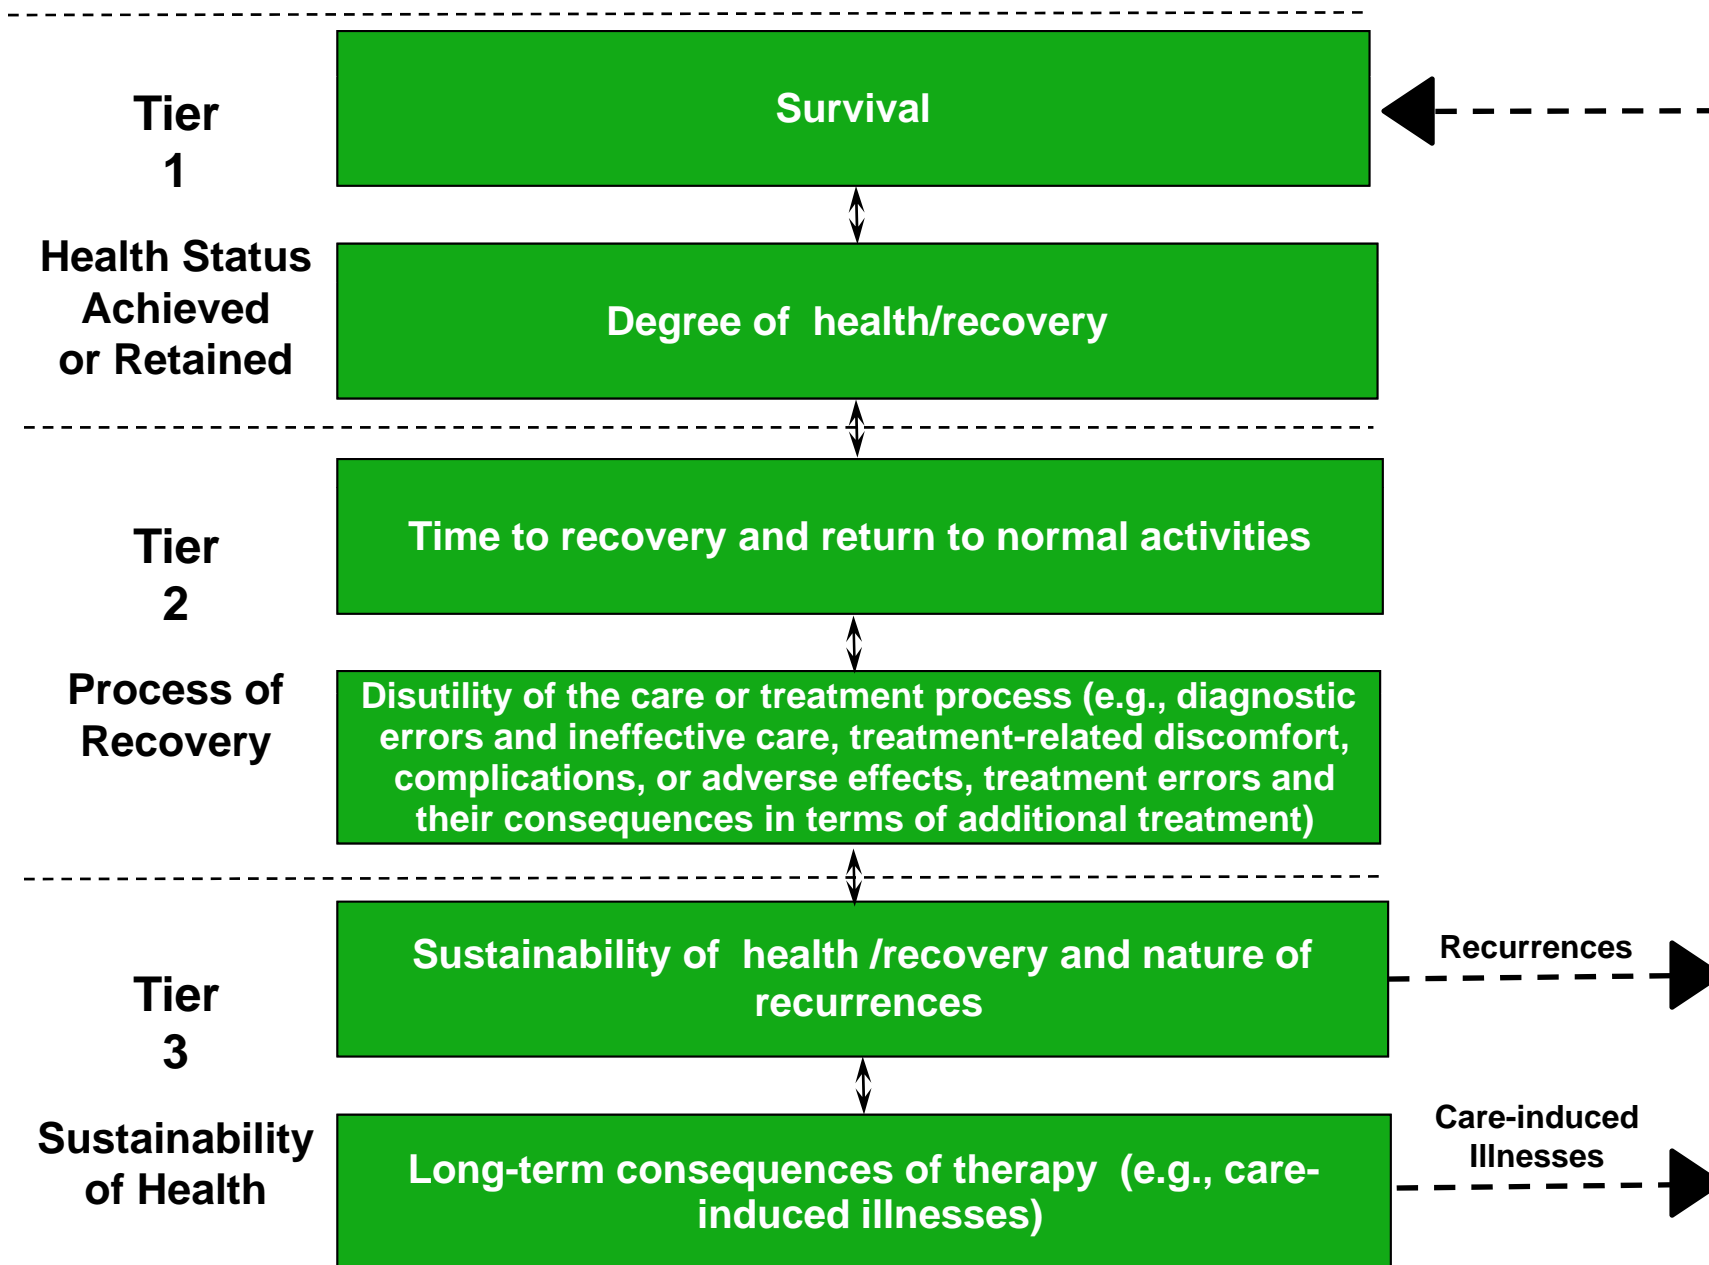 Tier
1
Survival
Health Status
Achieved
or Retained
Degree of health/recovery
Tier
2
Time to recovery and return to normal activities
Process of
Recovery
Disutility of the care or treatment process (e.g., diagnostic
errors and ineffective care, treatment-related discomfort,
complications, or adverse effects, treatment errors and
their consequences in terms of additional treatment)
Tier
3
Sustainability of health /recovery and nature of
recurrences
Recurrences
Sustainability
of Health
Long-term consequences of therapy (e.g., care-
induced illnesses)
Care-induced
Illnesses